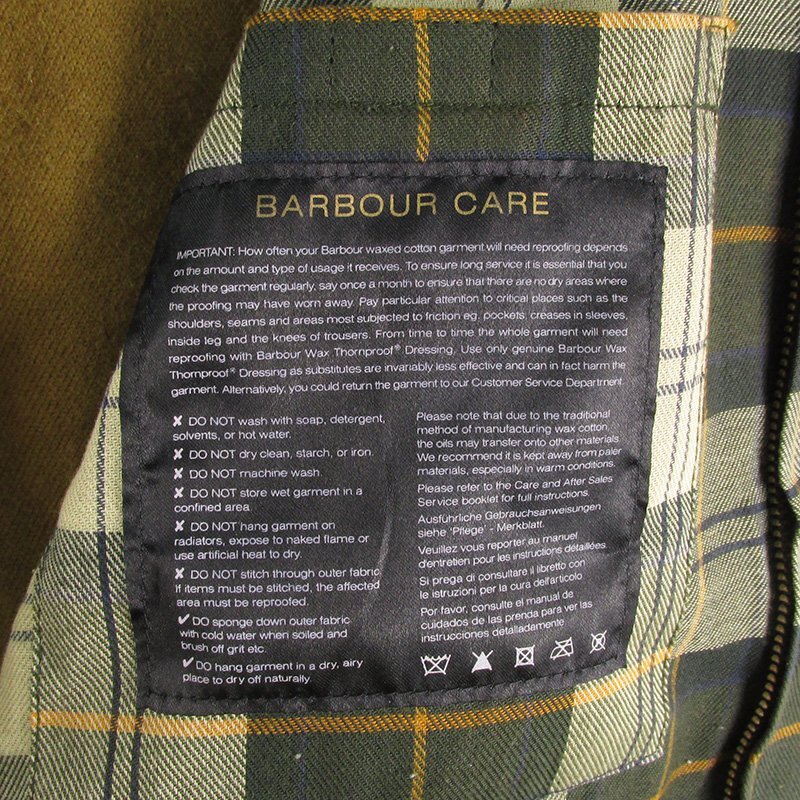 BARBOUR CARE
IMPORTANT: How often your Barbour waxed cotton garment will need reproofing depends
on the amount and type of usage it receives. To ensure long service it is essential that you
check the garment regularly, say once a month to ensure that there are no dry areas where
the proofing may have worn away. Pay particular attention to critical places such as the
shoulders, seams and areas most subjected to friction eg. pockets, creases in sleeves,
inside leg and the knees of trousers. From time to time the whole garment will need
reproofing with Barbour Wax Thornproof® Dressing. Use only genuine Barbour Wax
Thornproof® Dressing as substitutes are invariably less effective and can in fact harm the
garment. Alternatively, you could return the garment to our Customer Service Department.
✘ DO NOT wash with soap, detergent,
solvents, or hot water.
✘ DO NOT dry clean, starch, or iron.
✘ DO NOT machine wash.
✘ DO NOT store wet garment in a
confined area.
✘ DO NOT hang garment on
radiators, expose to naked flame or
use artificial heat to dry.
✘ DO NOT stitch through outer fabric.
If items must be stitched, the affected
area must be reproofed.
✔ DO sponge down outer fabric
with cold water when soiled and
brush off grit etc.
✔ DO hang garment in a dry, airy
place to dry off naturally.
Please note that due to the traditional
method of manufacturing wax cotton,
the oils may transfer onto other materials.
We recommend it is kept away from paler
materials, especially in warm conditions.
Please refer to the Care and After Sales
Service booklet for full instructions.
Ausführliche Gebrauchsanweisungen
siehe 'Pflege' - Merkblatt.
Veuillez vous reporter au manuel
d'entretien pour les instructions détaillées
Si prega di consultare il libretto con
le istruzioni per la cura dell'articolo
Por favor, consulte el manual de
cuidados de las prenda para ver las
instrucciones detalladamente